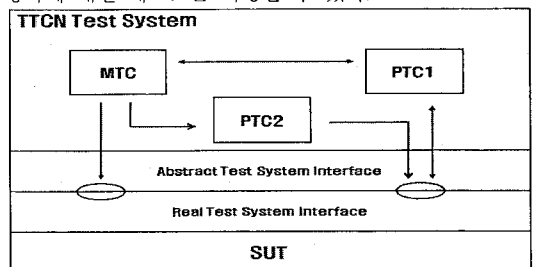 TTCN Test System
MTC
PTC1
PTC2
Abstract Test System Interface
Real Test System Interface
SUT